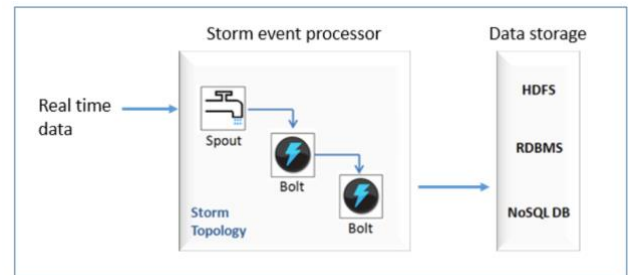 Storm event processor
Data storage
Real time
data
Spout
Bolt
Bolt
Storm
Topology
HDFS
RDBMS
NoSQL DB